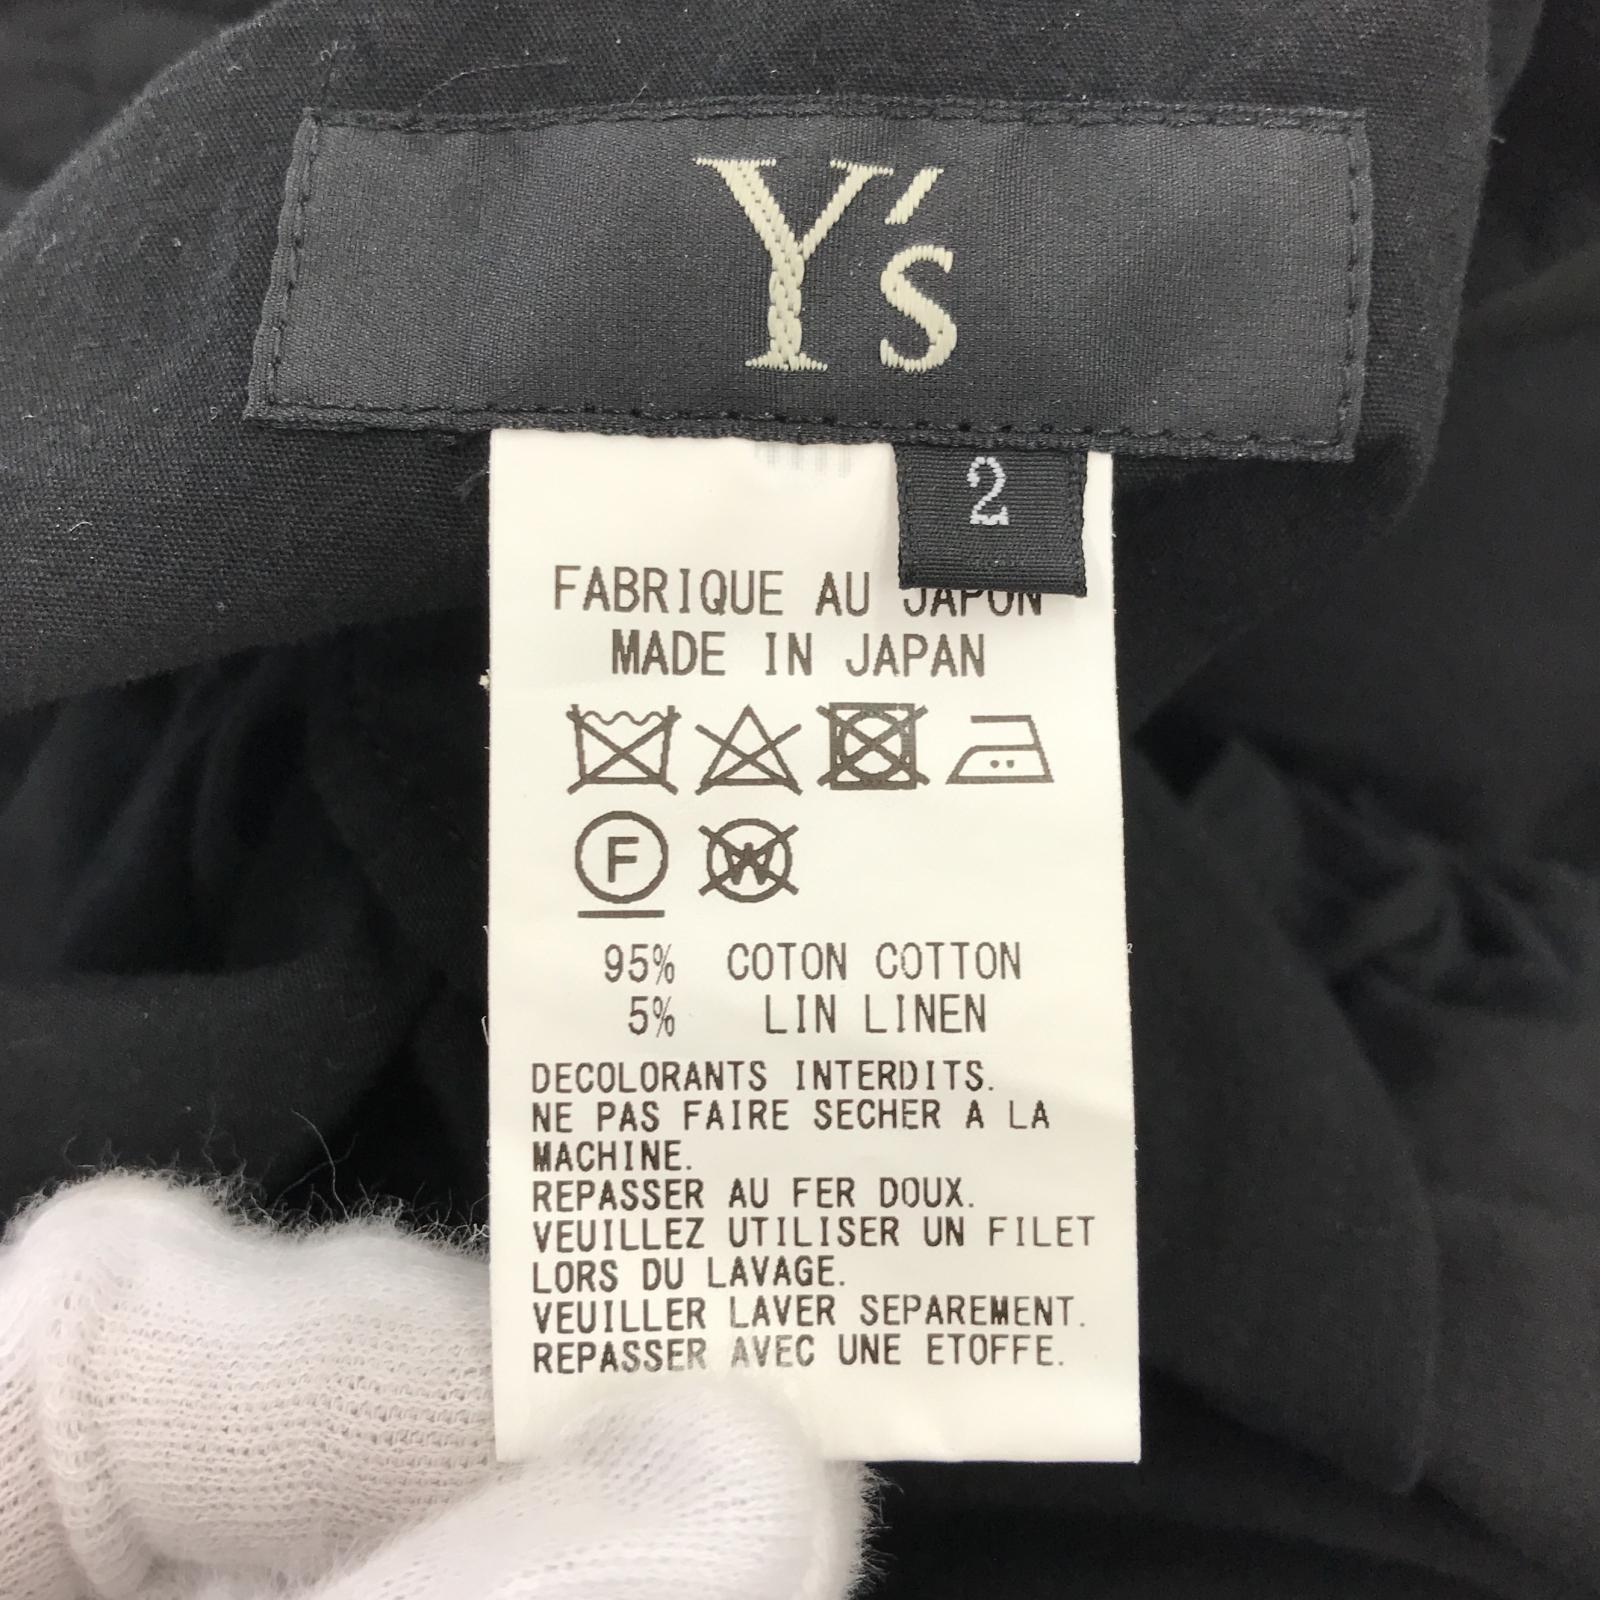 Y's
2
FABRIQUE AU JAPON
MADE IN JAPAN
F
W
95% COTON COTTON
5% LIN LINEN
DECOLORANTS INTERDITS.
NE PAS FAIRE SECHER A LA
MACHINE.
REPASSER AU FER DOUX.
VEUILLEZ UTILISER UN FILET
LORS DU LAVAGE.
VEUILLER LAVER SEPAREMENT.
REPASSER AVEC UNE ETOFFE.